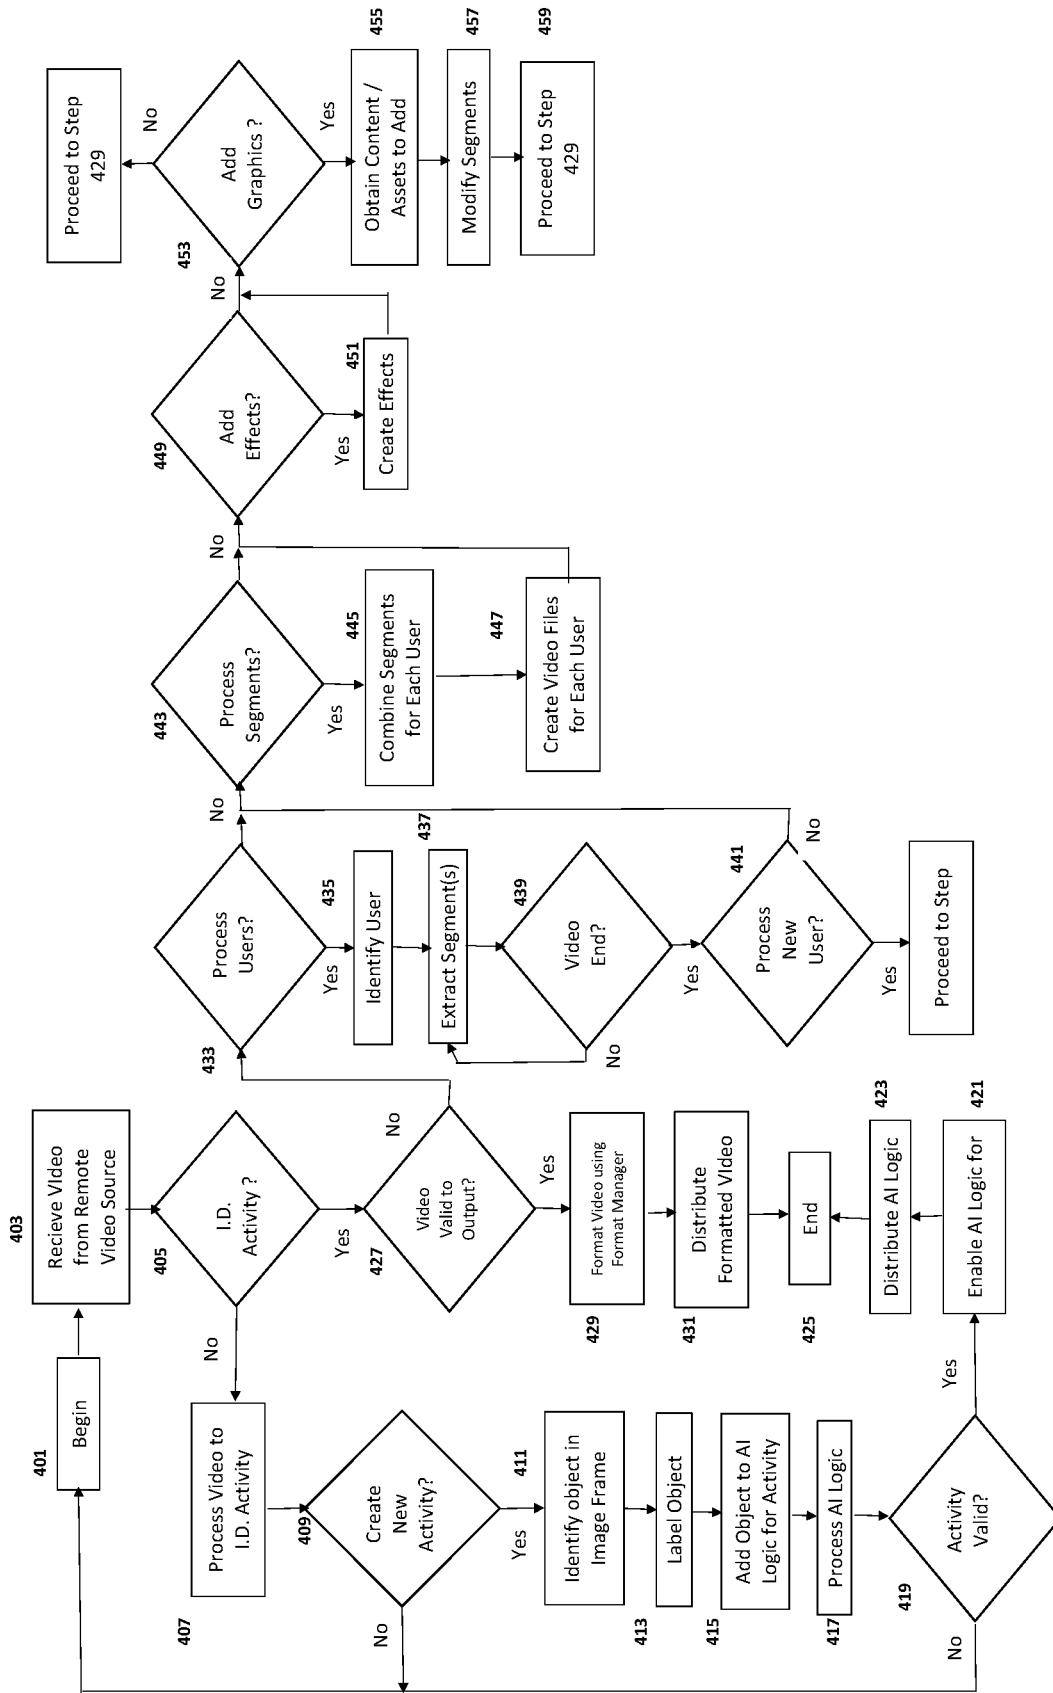 401
Begin
403
Recieve VIdeo
from Remote
Video Source
405
I.D.
Activity ?
No
Yes
407
Process Video to
I.D. Activity
409
Create
New
Activity?
No
Yes
411
Identify object in
Image Frame
413
Label Object
415
Add Object to AI
Logic for Activity
417
Process AI Logic
419
Activity
Valid?
No
Yes
421
Enable AI Logic for
423
Distribute AI Logic
425
End
427
Video
Valid to
Output?
No
Yes
429
Format Video using
Format Manager
431
Distribute
Formatted VIdeo
433
Process
Users?
No
Yes
435
Identify User
437
Extract Segment(s)
439
Video
End?
No
Yes
441
Process
New
User?
No
Yes
Proceed to Step
443
Process
Segments?
No
Yes
445
Combine Segments
for Each User
447
Create Video Files
for Each User
449
Add
Effects?
No
Yes
451
Create Effects
453
Add
Graphics ?
No
Proceed to Step
429
Yes
455
Obtain Content /
Assets to Add
457
Modify Segments
459
Proceed to Step
429